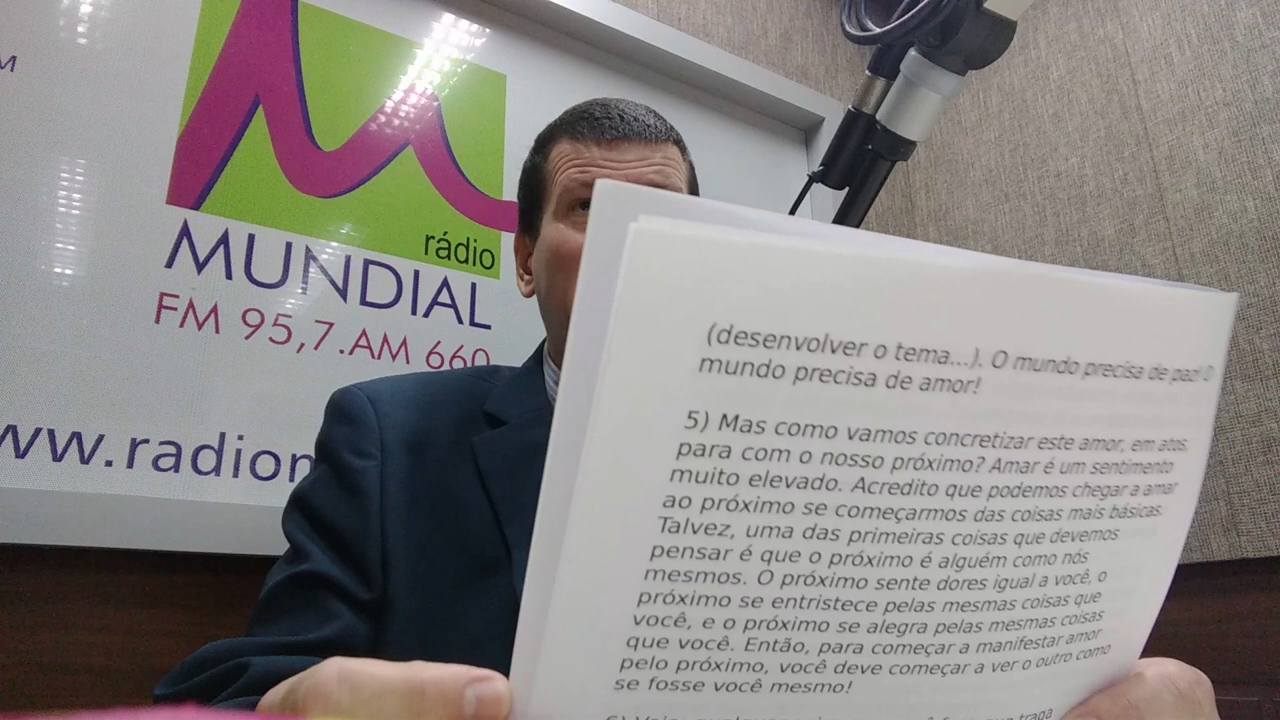 M
rádio
MUNDIAL
FM 95,7.AM 660
www.radiom
(desenvolver o tema...). O mundo precisa de paz! O
mundo precisa de amor!
5) Mas como vamos concretizar este amor, em atos,
para com o nosso próximo? Amar é um sentimento
muito elevado. Acredito que podemos chegar a amar
ao próximo se começarmos das coisas mais básicas.
Talvez, uma das primeiras coisas que devemos
pensar é que o próximo é alguém como nós
mesmos. O próximo sente dores igual a você, o
próximo se entristece pelas mesmas coisas que
você, e o próximo se alegra pelas mesmas coisas
que você. Então, para começar a manifestar amor
pelo próximo, você deve começar a ver o outro como
se fosse você mesmo!